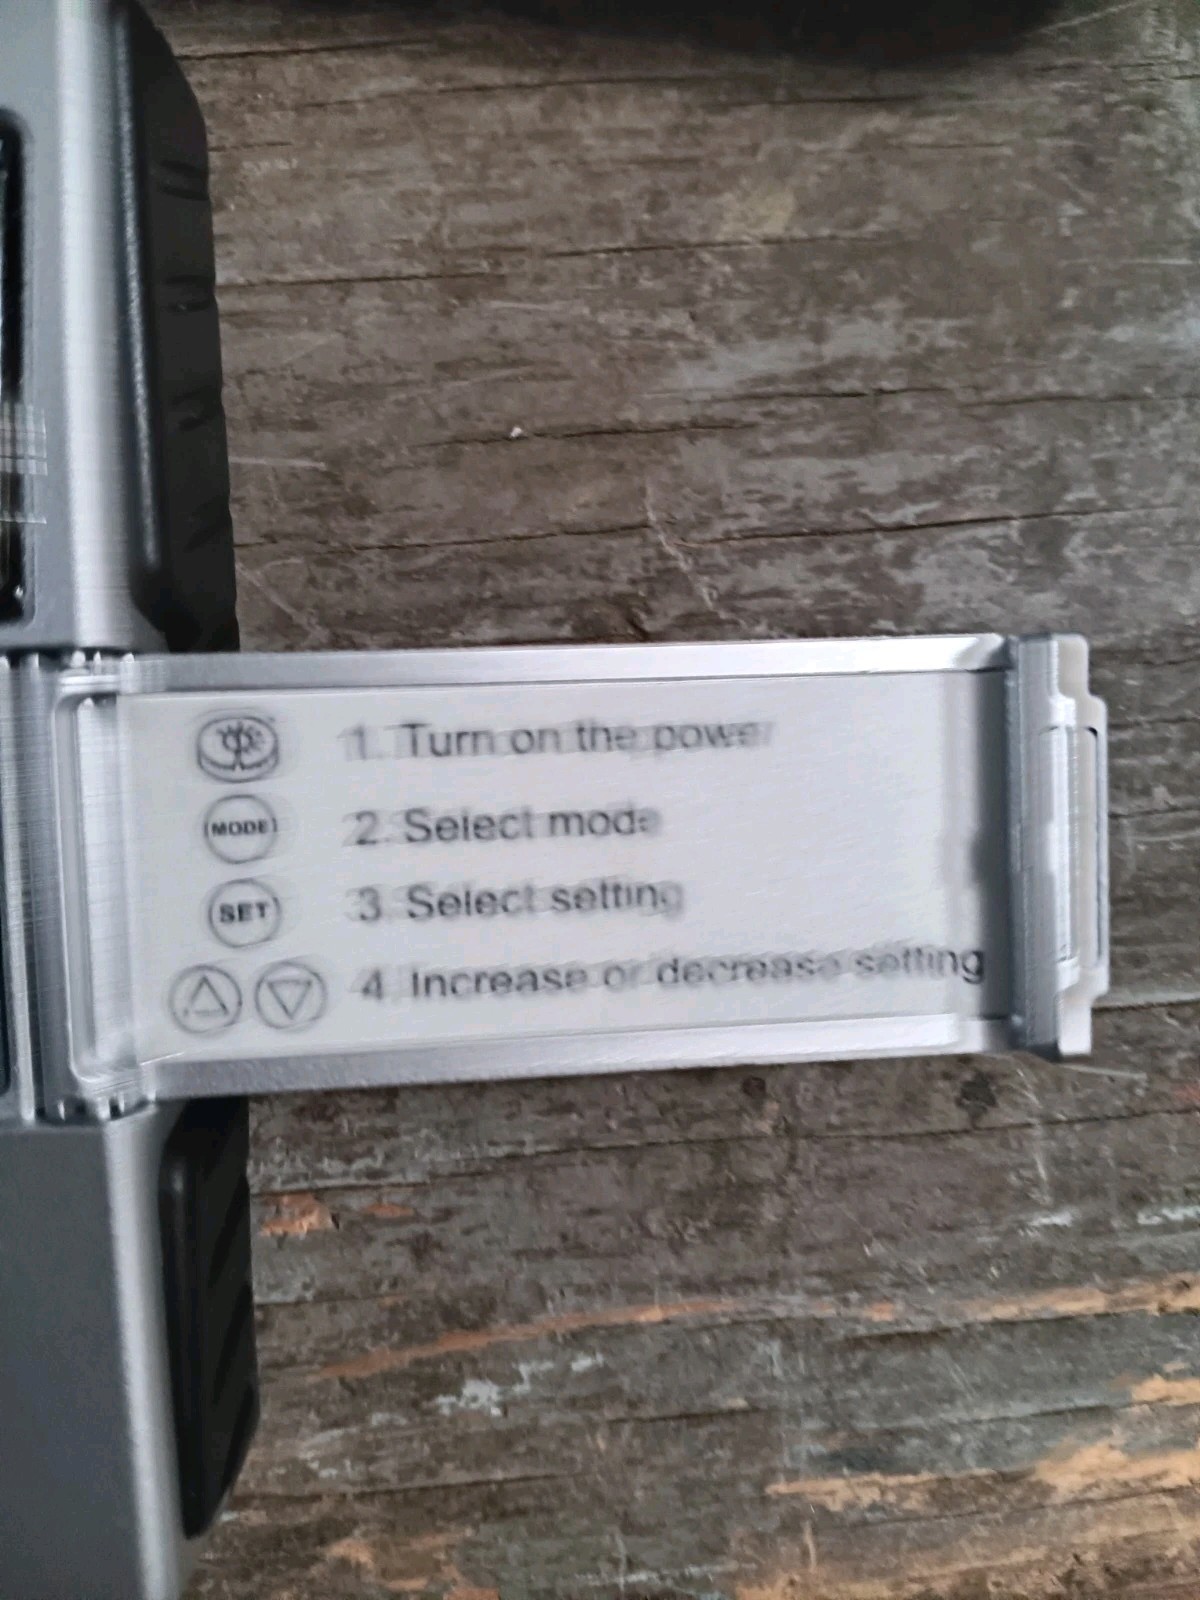 1. Turn on the power
MODE 2. Select mode
SET 3. Select setting
4. Increase or decrease setting